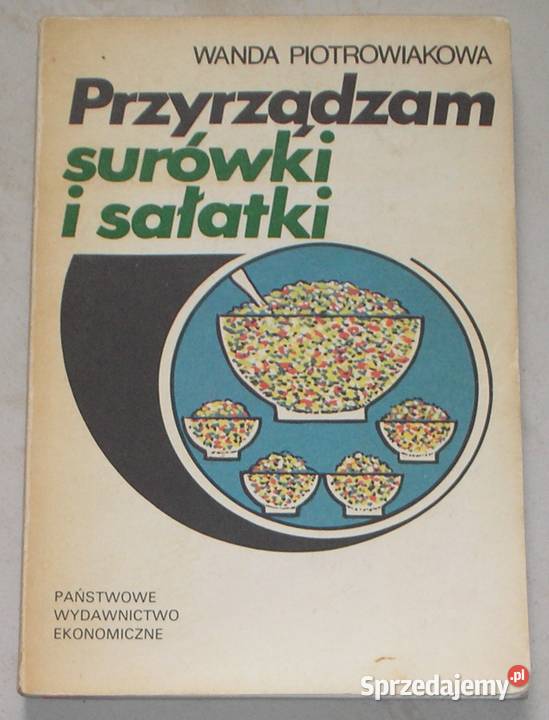 WANDA PIOTROWIAKOWA
Przyrządzam
surówki
i sałatki
PAŃSTWOWE
WYDAWNICTWO
EKONOMICZNE
Sprzedajemy.pl